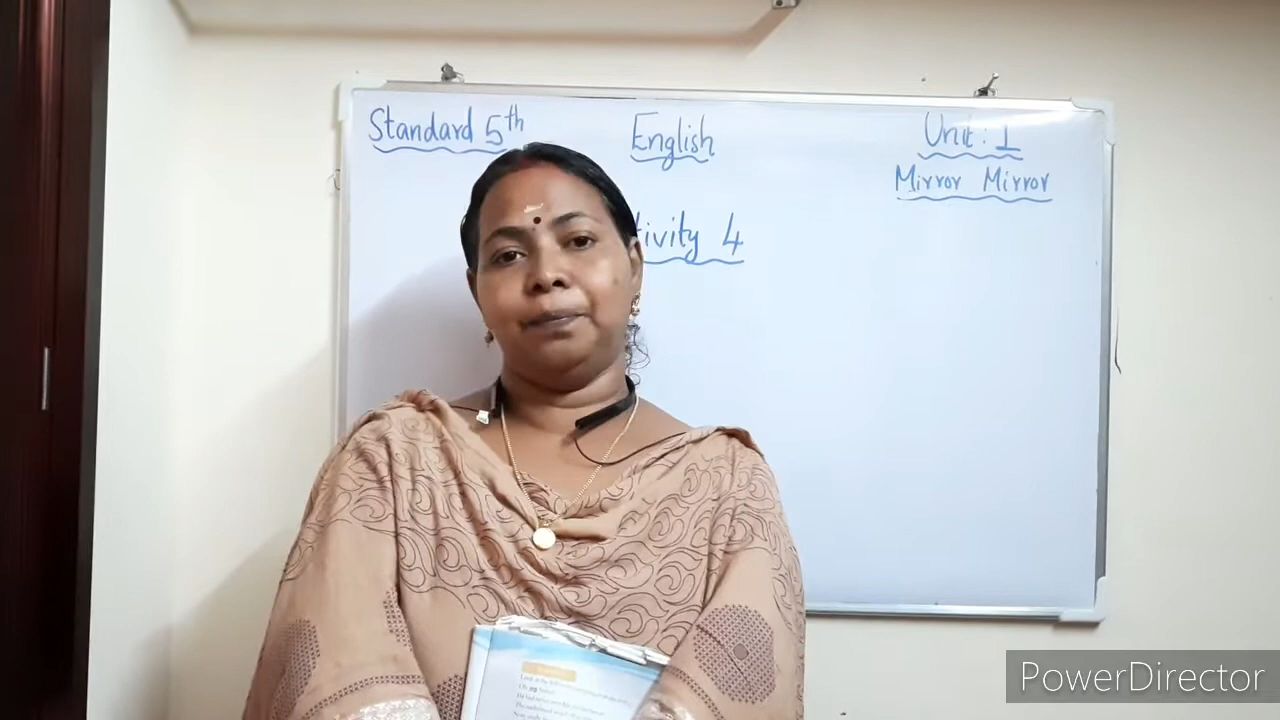 Standard 5th
English
Unit : 1
Mirror Mirror
tivity 4
PowerDirector